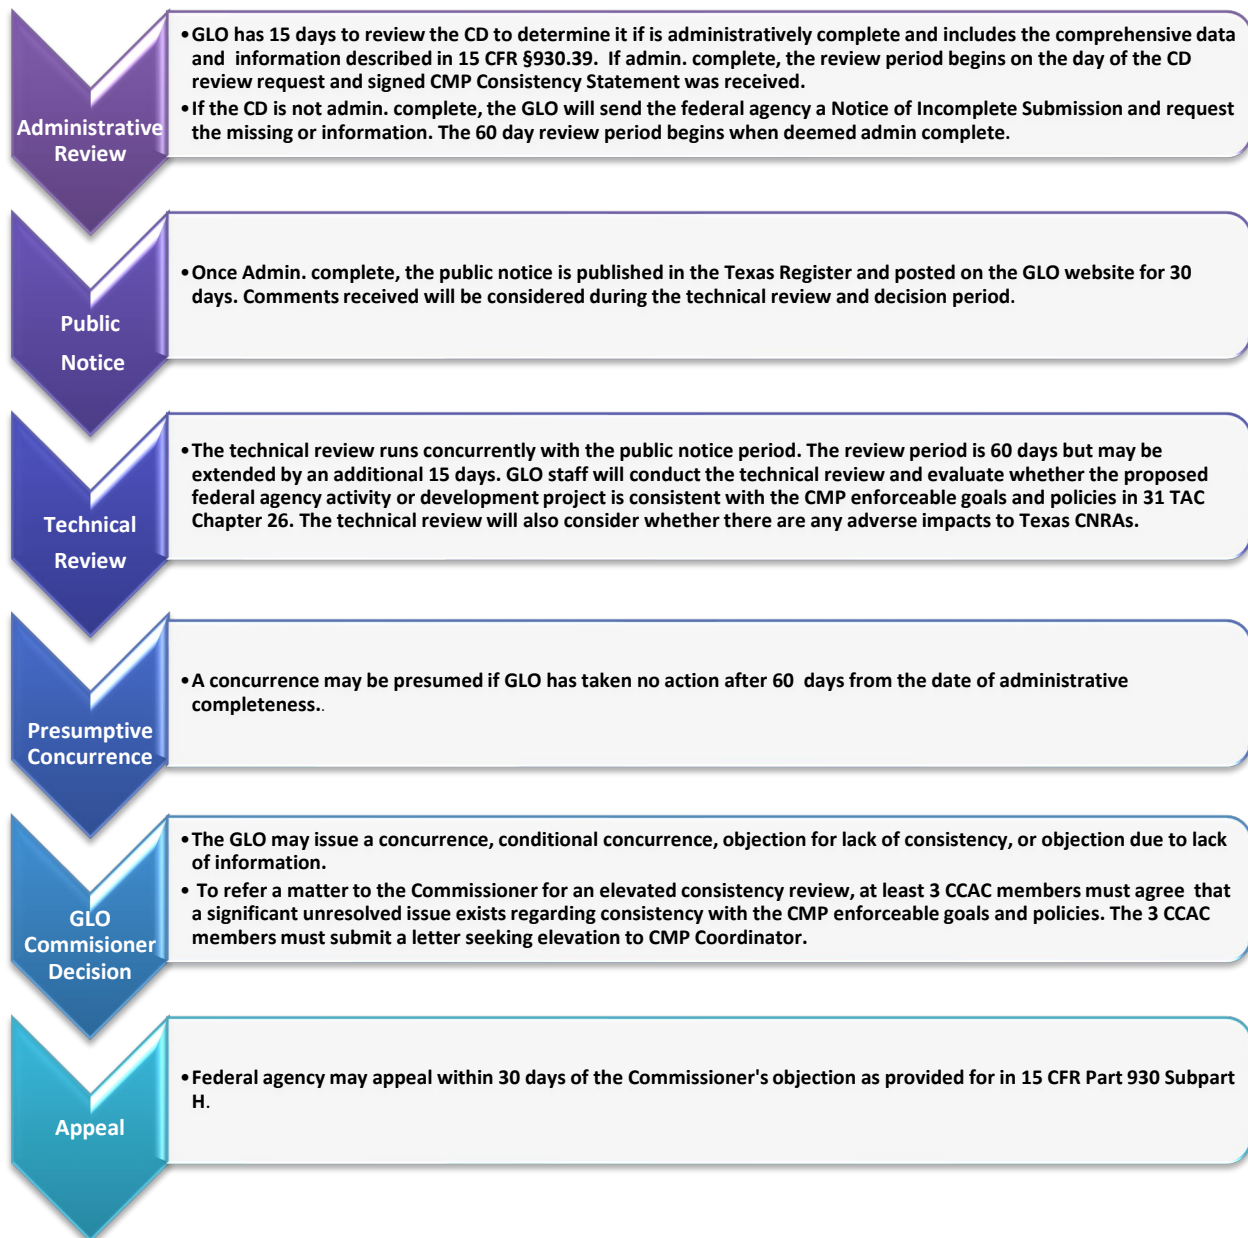 Administrative
Review
•GLO has 15 days to review the CD to determine it if is administratively complete and includes the comprehensive data
and information described in 15 CFR §930.39. If admin. complete, the review period begins on the day of the CD
review request and signed CMP Consistency Statement was received.
•If the CD is not admin. complete, the GLO will send the federal agency a Notice of Incomplete Submission and request
the missing or information. The 60 day review period begins when deemed admin complete.
Public
Notice
•Once Admin. complete, the public notice is published in the Texas Register and posted on the GLO website for 30
days. Comments received will be considered during the technical review and decision period.
Technical
Review
•The technical review runs concurrently with the public notice period. The review period is 60 days but may be
extended by an additional 15 days. GLO staff will conduct the technical review and evaluate whether the proposed
federal agency activity or development project is consistent with the CMP enforceable goals and policies in 31 TAC
Chapter 26. The technical review will also consider whether there are any adverse impacts to Texas CNRAs.
Presumptive
Concurrence
•A concurrence may be presumed if GLO has taken no action after 60 days from the date of administrative
completeness..
GLO
Commisioner
Decision
•The GLO may issue a concurrence, conditional concurrence, objection for lack of consistency, or objection due to lack
of information.
• To refer a matter to the Commissioner for an elevated consistency review, at least 3 CCAC members must agree that
a significant unresolved issue exists regarding consistency with the CMP enforceable goals and policies. The 3 CCAC
members must submit a letter seeking elevation to CMP Coordinator.
Appeal
•Federal agency may appeal within 30 days of the Commissioner's objection as provided for in 15 CFR Part 930 Subpart
H.